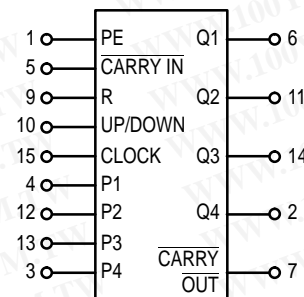 1 PE Q1 6
5 CARRY IN
9 R Q2 11
10 UP/DOWN
15 CLOCK Q3 14
4 P1
12 P2 Q4 2
13 P3
3 P4 CARRY OUT 7